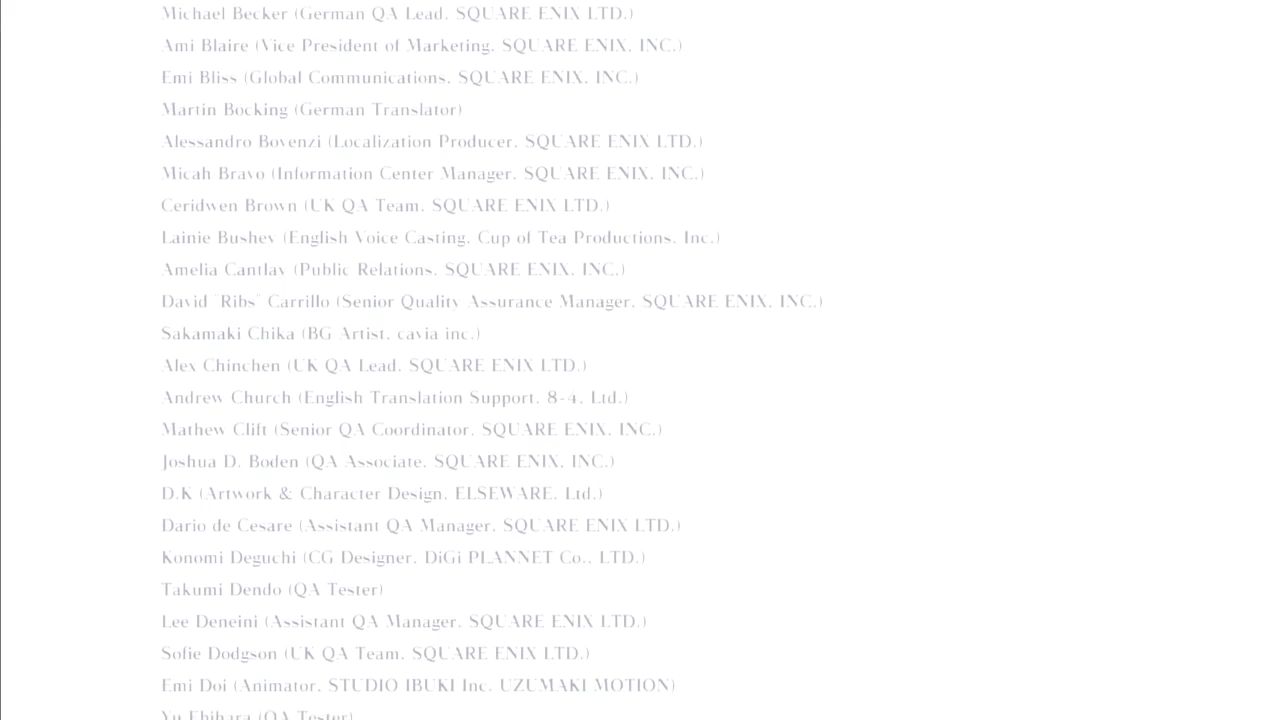 Michael Becker (German QA Lead, SQUARE ENIX LTD.)
Ami Blaire (Vice President of Marketing, SQUARE ENIX, INC.)
Emi Bliss (Global Communications, SQUARE ENIX, INC.)
Martin Bocking (German Translator)
Alessandro Bovenzi (Localization Producer, SQUARE ENIX LTD.)
Micah Bravo (Information Center Manager, SQUARE ENIX, INC.)
Ceridwen Brown (UK QA Team, SQUARE ENIX LTD.)
Lainie Bushey (English Voice Casting, Cup of Tea Productions, Inc.)
Amelia Cantlay (Public Relations, SQUARE ENIX, INC.)
David "Ribs" Carrillo (Senior Quality Assurance Manager, SQUARE ENIX, INC.)
Sakamaki Chika (BG Artist, cavia inc.)
Alex Chinchen (UK QA Lead, SQUARE ENIX LTD.)
Andrew Church (English Translation Support, 8-4, Ltd.)
Mathew Clift (Senior QA Coordinator, SQUARE ENIX, INC.)
Joshua D. Boden (QA Associate, SQUARE ENIX, INC.)
D.K (Artwork & Character Design, ELSEWARE, Ltd.)
Dario de Cesare (Assistant QA Manager, SQUARE ENIX LTD.)
Konomi Deguchi (CG Designer, DiGi PLANNET Co., LTD.)
Takumi Dendo (QA Tester)
Lee Deneini (Assistant QA Manager, SQUARE ENIX LTD.)
Sofie Dodgson (UK QA Team, SQUARE ENIX LTD.)
Emi Doi (Animator, STUDIO IBUKI Inc. UZUMAKI MOTION)
Yu Ebihara (QA Tester)